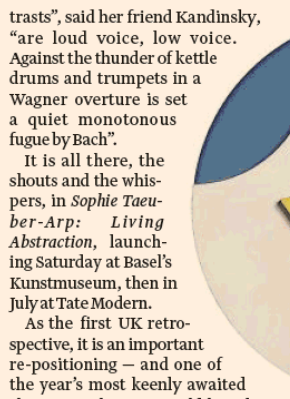 trasts”, said her friend Kandinsky,
“are loud voice, low voice.
Against the thunder of kettle
drums and trumpets in a
Wagner overture is set
a quiet monotonous
fugue by Bach”.
It is all there, the
shouts and the whis-
pers, in Sophie Taeu-
ber-Arp: Living
Abstraction, launch-
ing Saturday at Basel’s
Kunstmuseum, then in
July at Tate Modern.
As the first UK retro-
spective, it is an important
re-positioning — and one of
the year’s most keenly awaited